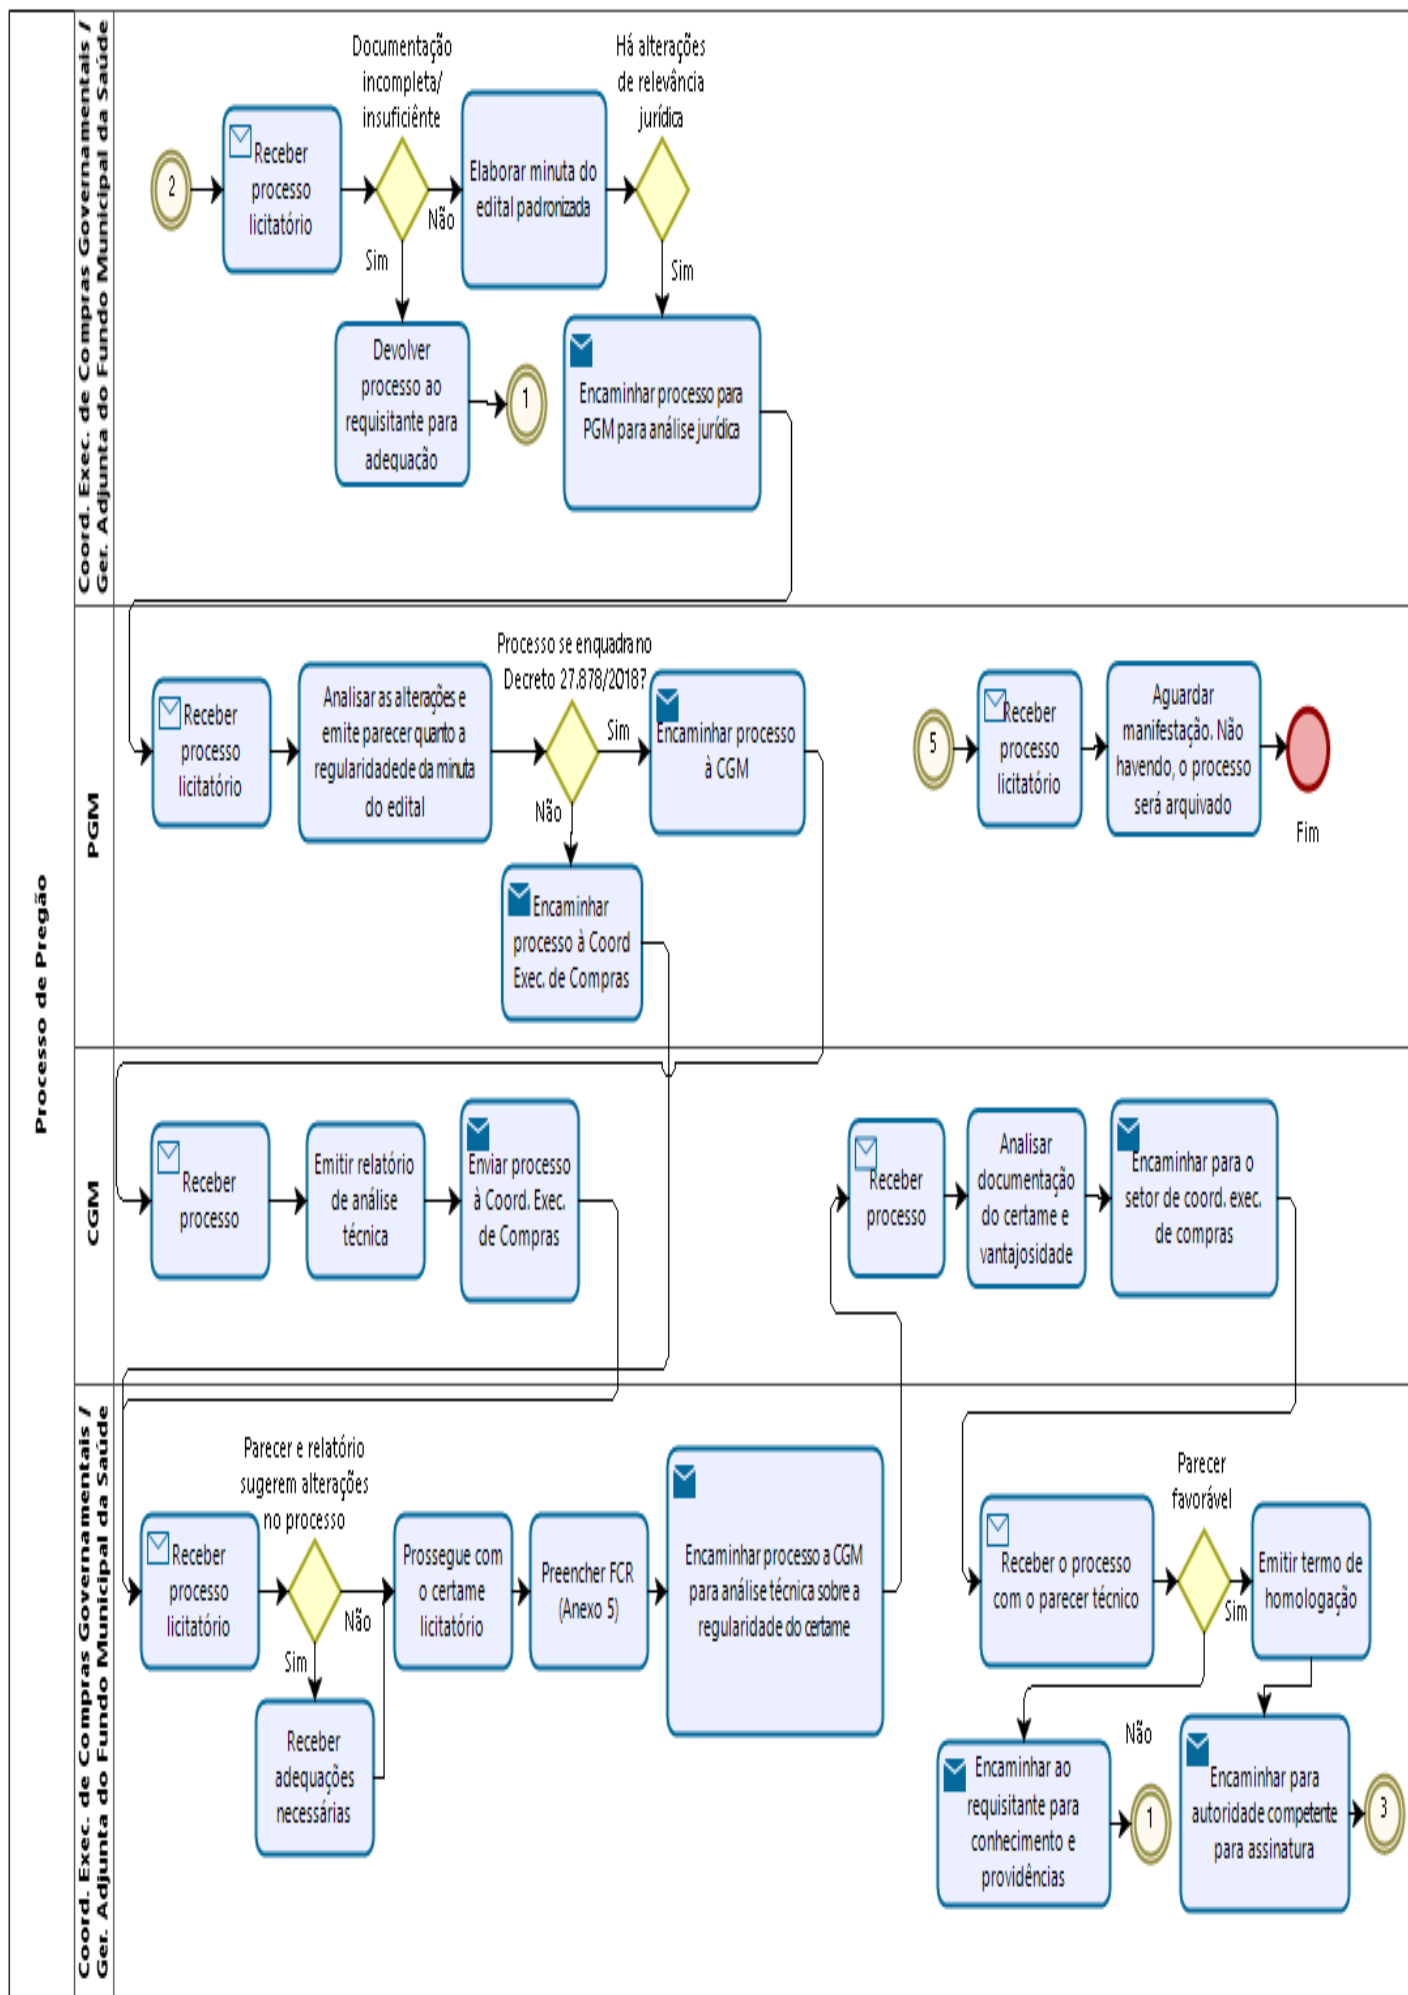 Processo de Pregão
Coord. Exec. de Compras Governamentais /
Ger. Adjunta do Fundo Municipal da Saúde
2
Receber
processo
licitatório
Documentação
incompleta/
insuficiênte
Não
Sim
Devolver
processo ao
requisitante para
adequação
1
Elaborar minuta do
edital padronizada
Há alterações
de relevância
jurídica
Sim
Encaminhar processo para
PGM para análise jurídica
PGM
Receber
processo
licitatório
Analisar as alterações e
emite parecer quanto a
regularidadede da minuta
do edital
Processo se enquadra no
Decreto 27.878/2018?
Sim
Não
Encaminhar processo
à CGM
Encaminhar
processo à Coord
Exec. de Compras
5
Receber
processo
licitatório
Aguardar
manifestação. Não
havendo, o processo
será arquivado
Fim
CGM
Receber
processo
Emitir relatório
de análise
técnica
Enviar processo
à Coord. Exec.
de Compras
Receber
processo
Analisar
documentação
do certame e
vantajosidade
Encaminhar para o
setor de coord. exec.
de compras
Coord. Exec. de Compras Governamentais /
Ger. Adjunta do Fundo Municipal da Saúde
Receber
processo
licitatório
Parecer e relatório
sugerem alterações
no processo
Não
Sim
Receber
adequações
necessárias
Prossegue com
o certame
licitatório
Preencher FCR
(Anexo 5)
Encaminhar processo a CGM
para análise técnica sobre a
regularidade do certame
Receber o processo
com o parecer técnico
Parecer
favorável
Sim
Emitir termo de
homologação
Não
Encaminhar ao
requisitante para
conhecimento e
providências
1
Encaminhar para
autoridade competente
para assinatura
3